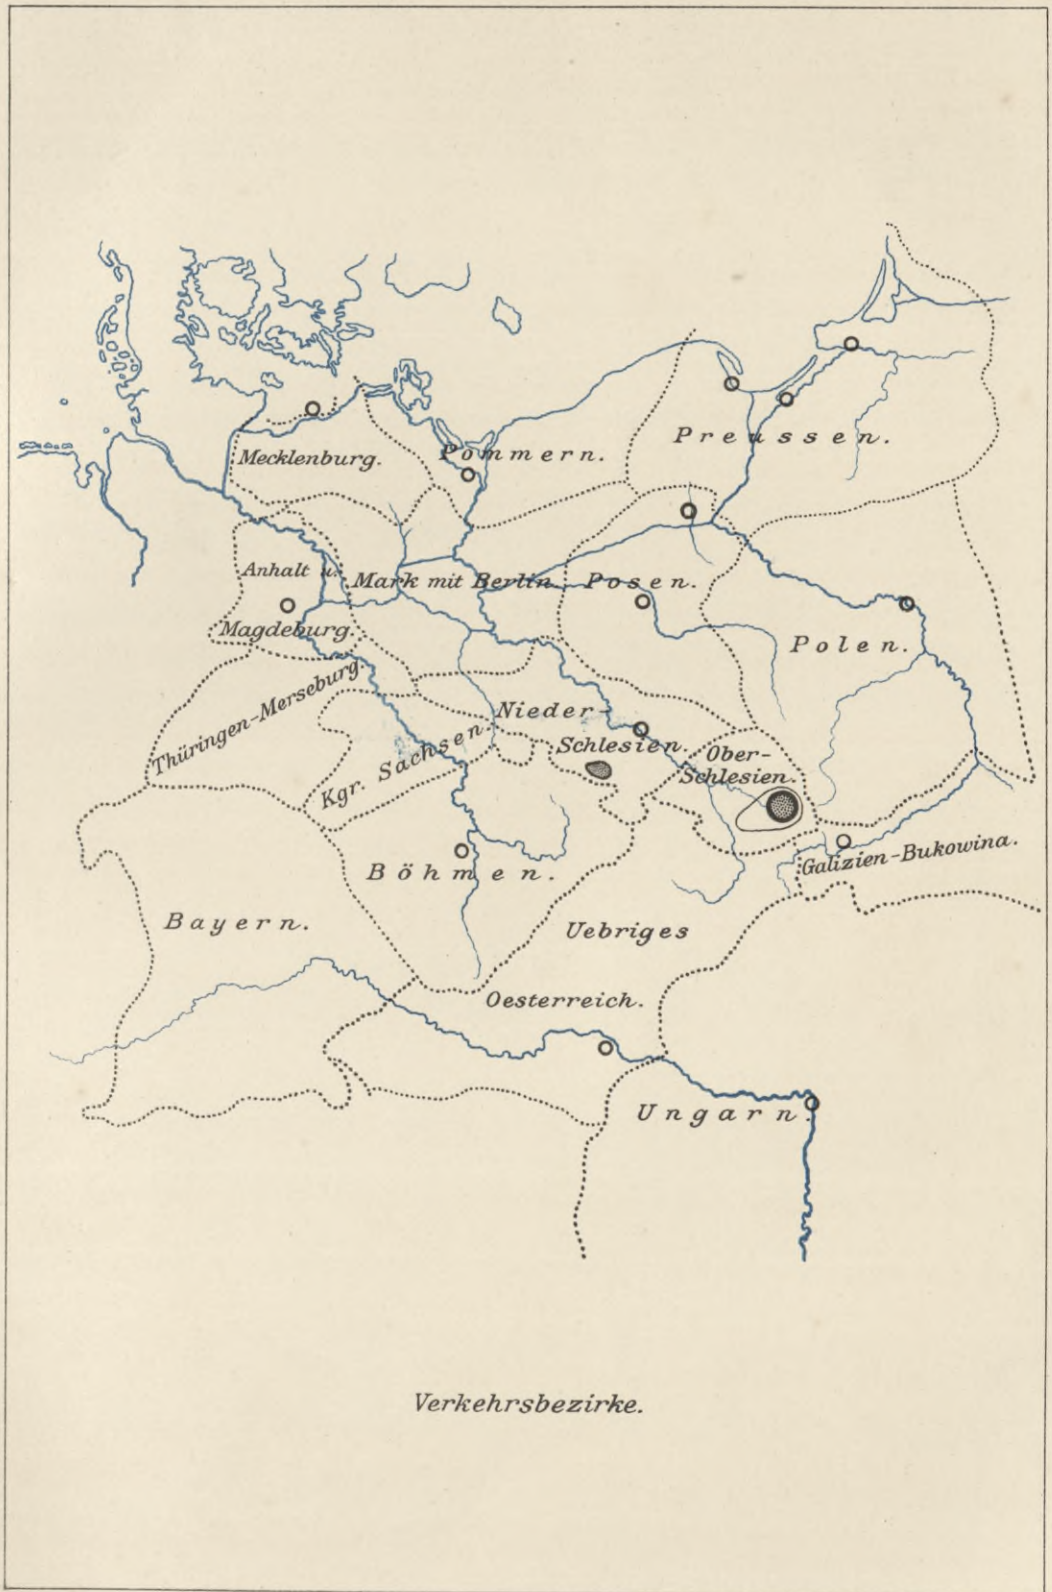 Preussen.
Mecklenburg.
Pommern.
Anhalt u.
Magdeburg.
Mark mit Berlin.
Posen.
Polen.
Thüringen-Merseburg.
Kgr. Sachsen.
Nieder-
Schlesien.
Ober-
Schlesien.
Galizien-Bukowina.
Böhmen.
Bayern.
Uebriges
Oesterreich.
Ungarn.
Verkehrsbezirke.